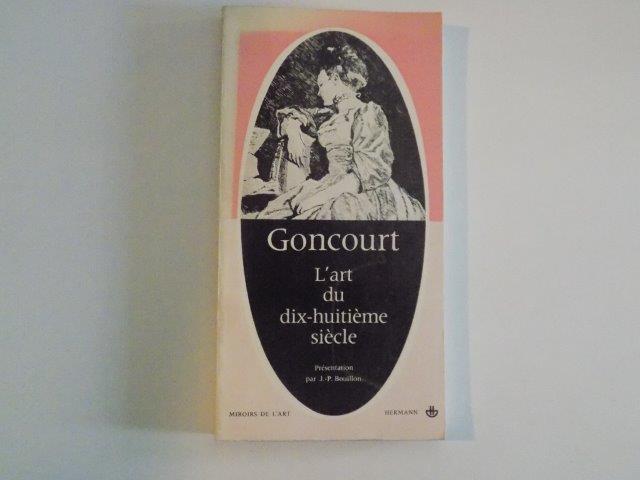 Goncourt
L'art
du
dix-huitième
siècle
Présentation
par J.-P. Bouillon
MIROIRS DE L'ART
HERMANN